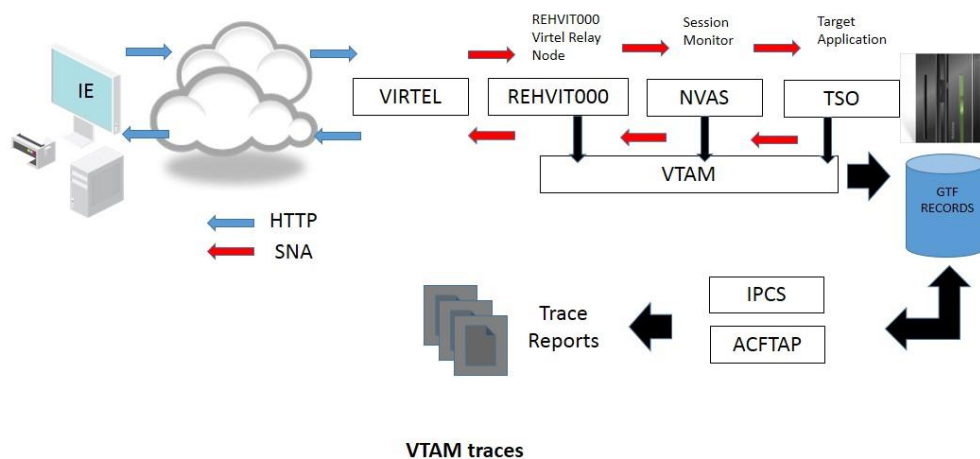 REHVIT000
Virtel Relay
Node
Session
Monitor
Target
Application
IE
VIRTEL
REHVIT000
NVAS
TSO
VTAM
GTF
RECORDS
HTTP
SNA
IPCS
ACFTAP
Trace
Reports
VTAM traces